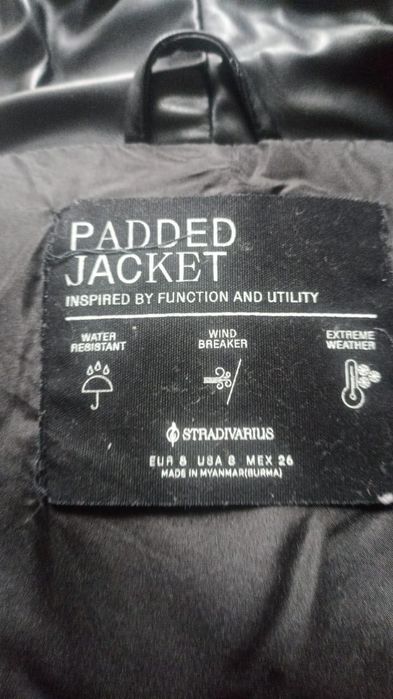 PADDED
JACKET
INSPIRED BY FUNCTION AND UTILITY
WATER
RESISTANT
WIND
BREAKER
EXTREME
WEATHER
STRADIVARIUS
EUR S USA S MEX 26
MADE IN MYANMAR(BURMA)